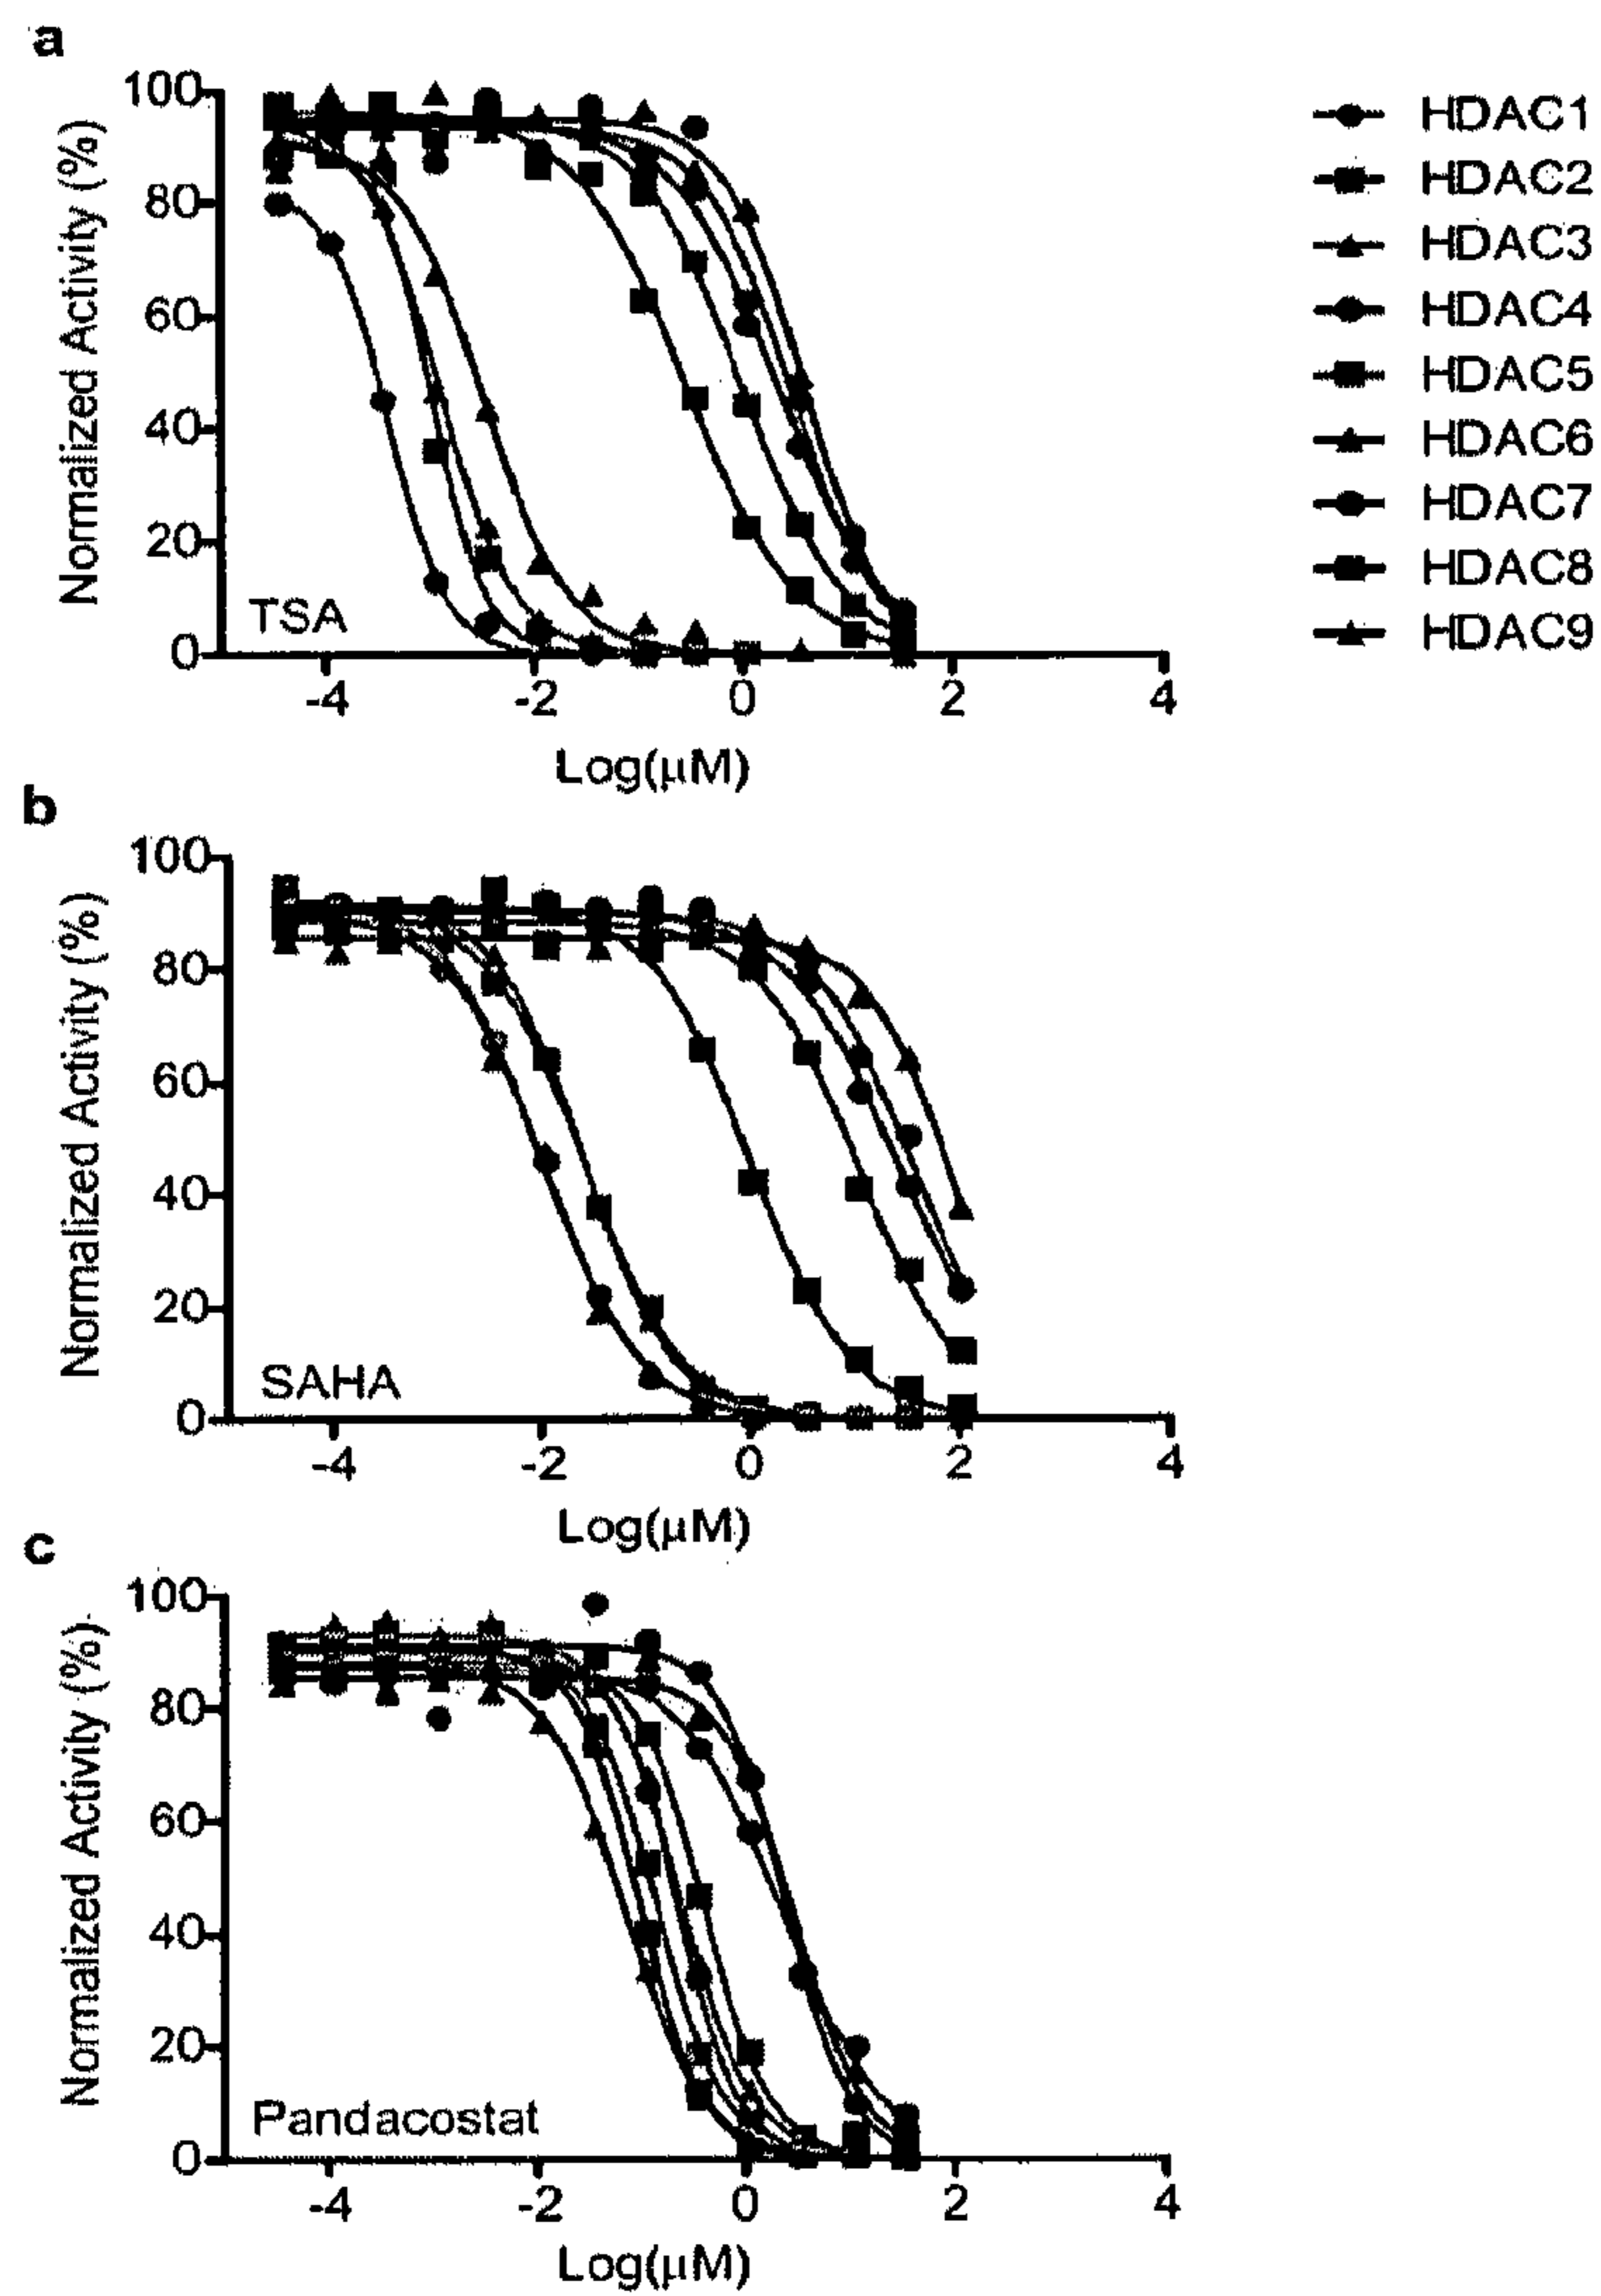 a
100
80
60
40
20
0
Normalized Activity (%)
TSA
-4 -2 0 2 4
Log(μM)
HDAC1
HDAC2
HDAC3
HDAC4
HDAC5
HDAC6
HDAC7
HDAC8
HDAC9
b
100
80
60
40
20
0
Normalized Activity (%)
SAHA
-4 -2 0 2 4
Log(μM)
c
100
80
60
40
20
0
Normalized Activity (%)
Pandacostat
-4 -2 0 2 4
Log(μM)